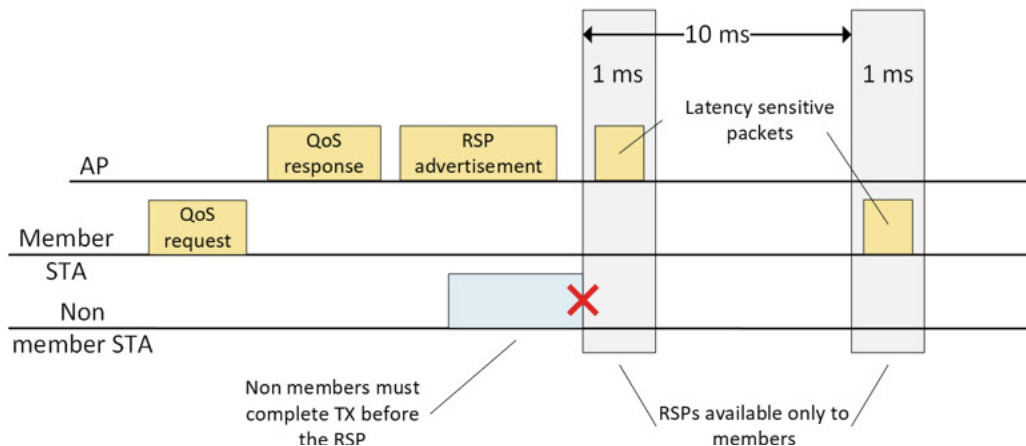 10 ms
1 ms
1 ms
Latency sensitive
packets
QoS
response
RSP
advertisement
AP
QoS
request
Member
STA
Non
member STA
Non members must
complete TX before
the RSP
RSPs available only to
members